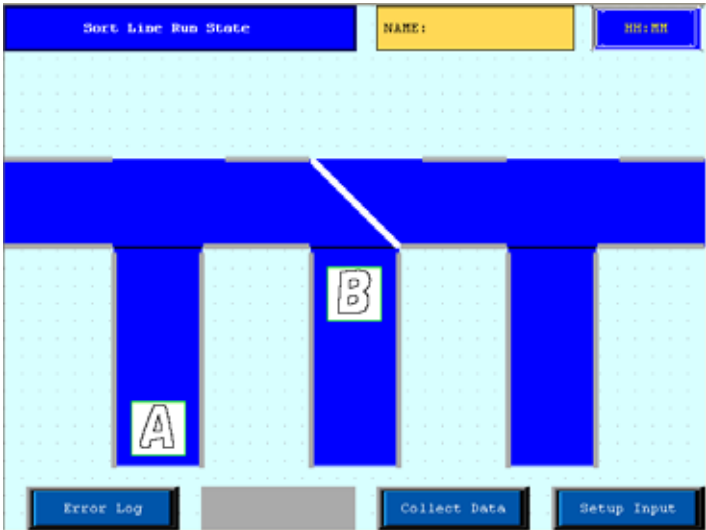 Sort Line Run State
NAME:
HH:MM
B
A
Error Log
Collect Data
Setup Input